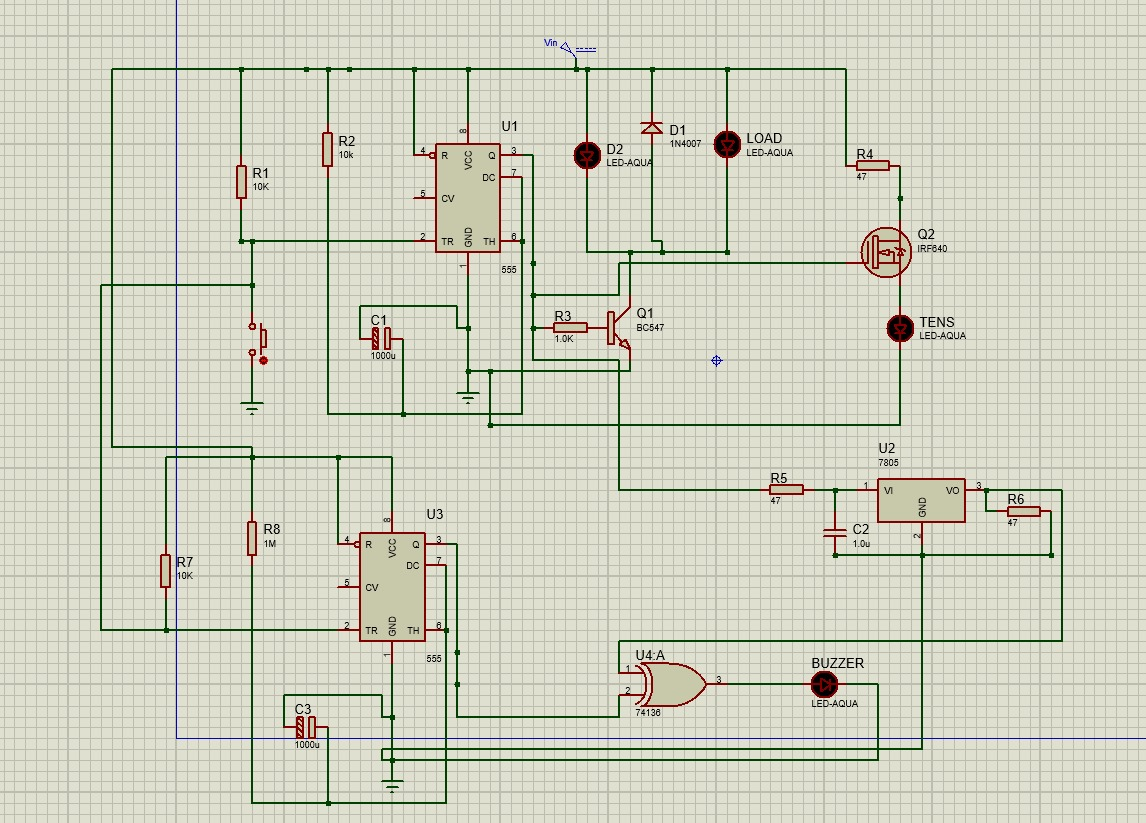 Vin
U1
R2
10k
R1
10K
4
R
8
VCC
Q
3
DC
7
5
CV
2
TR
GND
TH
6
1
555
D2
LED-AQUA
D1
1N4007
LOAD
LED-AQUA
R4
47
Q2
IRF640
C1
1000u
R3
1.0K
Q1
BC547
TENS
LED-AQUA
U2
7805
R5
47
1
VI
VO
3
GND
2
R6
47
C2
1.0u
U3
R8
1M
R7
10K
4
R
8
VCC
Q
3
DC
7
5
CV
2
TR
GND
TH
6
1
555
U4:A
1
2
3
74136
BUZZER
LED-AQUA
C3
1000u